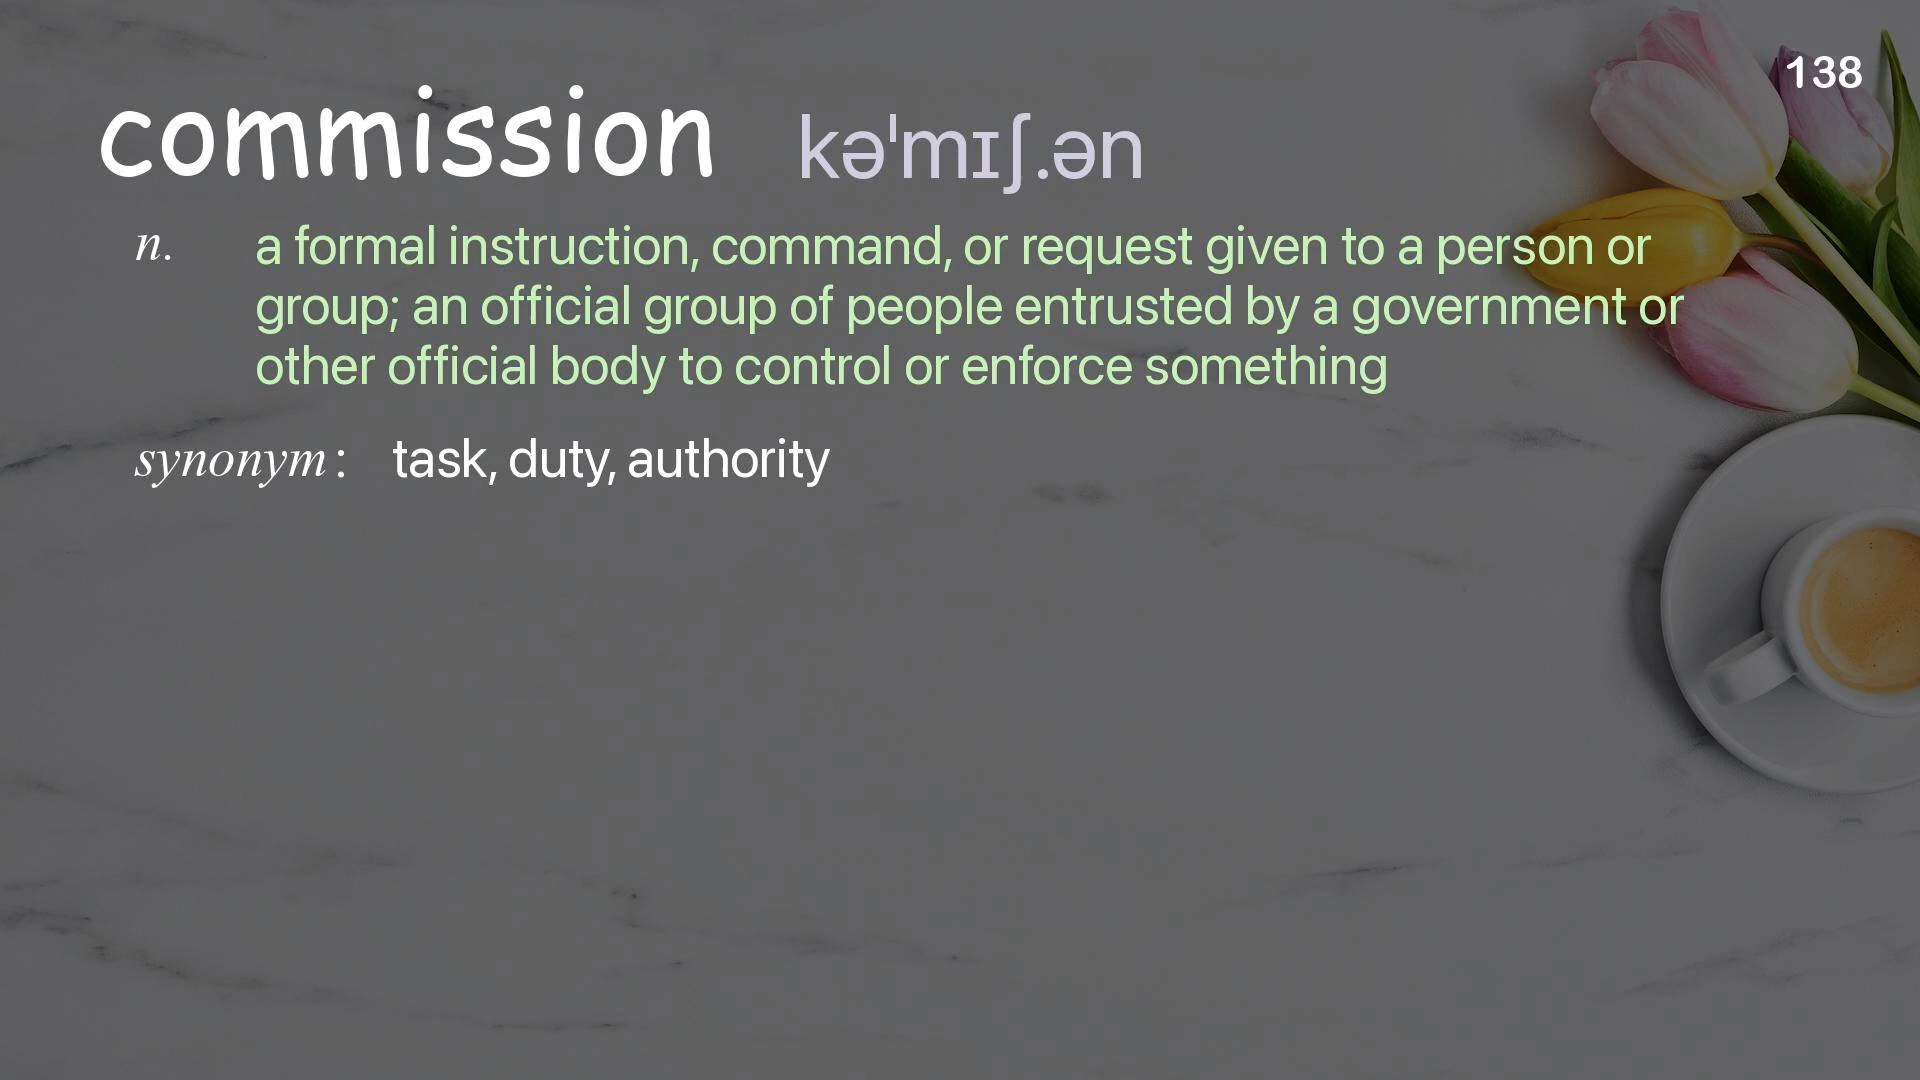 138
commission kəˈmɪʃ.ən
n. a formal instruction, command, or request given to a person or
group; an official group of people entrusted by a government or
other official body to control or enforce something
synonym: task, duty, authority